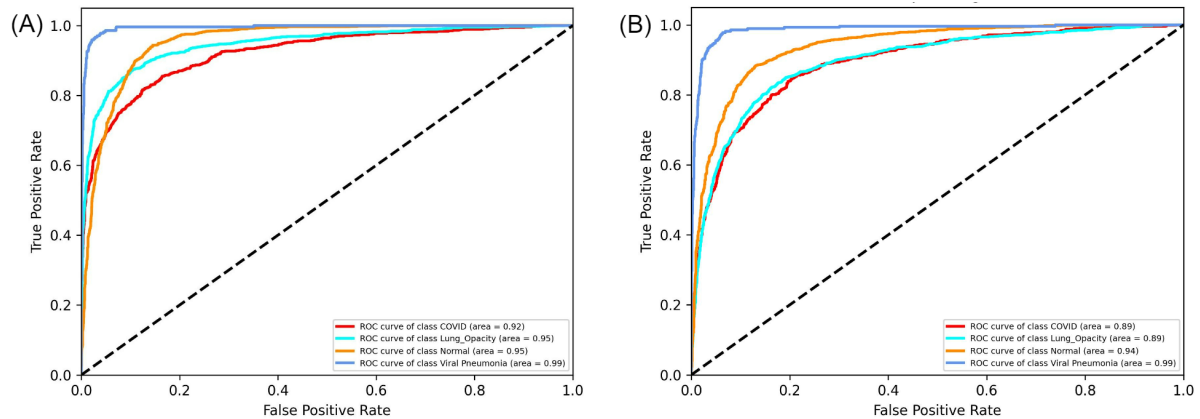 (A)
1.0
0.8
0.6
0.4
0.2
0.0
True Positive Rate
0.0 0.2 0.4 0.6 0.8 1.0
False Positive Rate
ROC curve of class COVID (area = 0.92)
ROC curve of class Lung_Opacity (area = 0.95)
ROC curve of class Normal (area = 0.95)
ROC curve of class Viral Pneumonia (area = 0.99)
(B)
1.0
0.8
0.6
0.4
0.2
0.0
True Positive Rate
0.0 0.2 0.4 0.6 0.8 1.0
False Positive Rate
ROC curve of class COVID (area = 0.89)
ROC curve of class Lung_Opacity (area = 0.89)
ROC curve of class Normal (area = 0.94)
ROC curve of class Viral Pneumonia (area = 0.99)